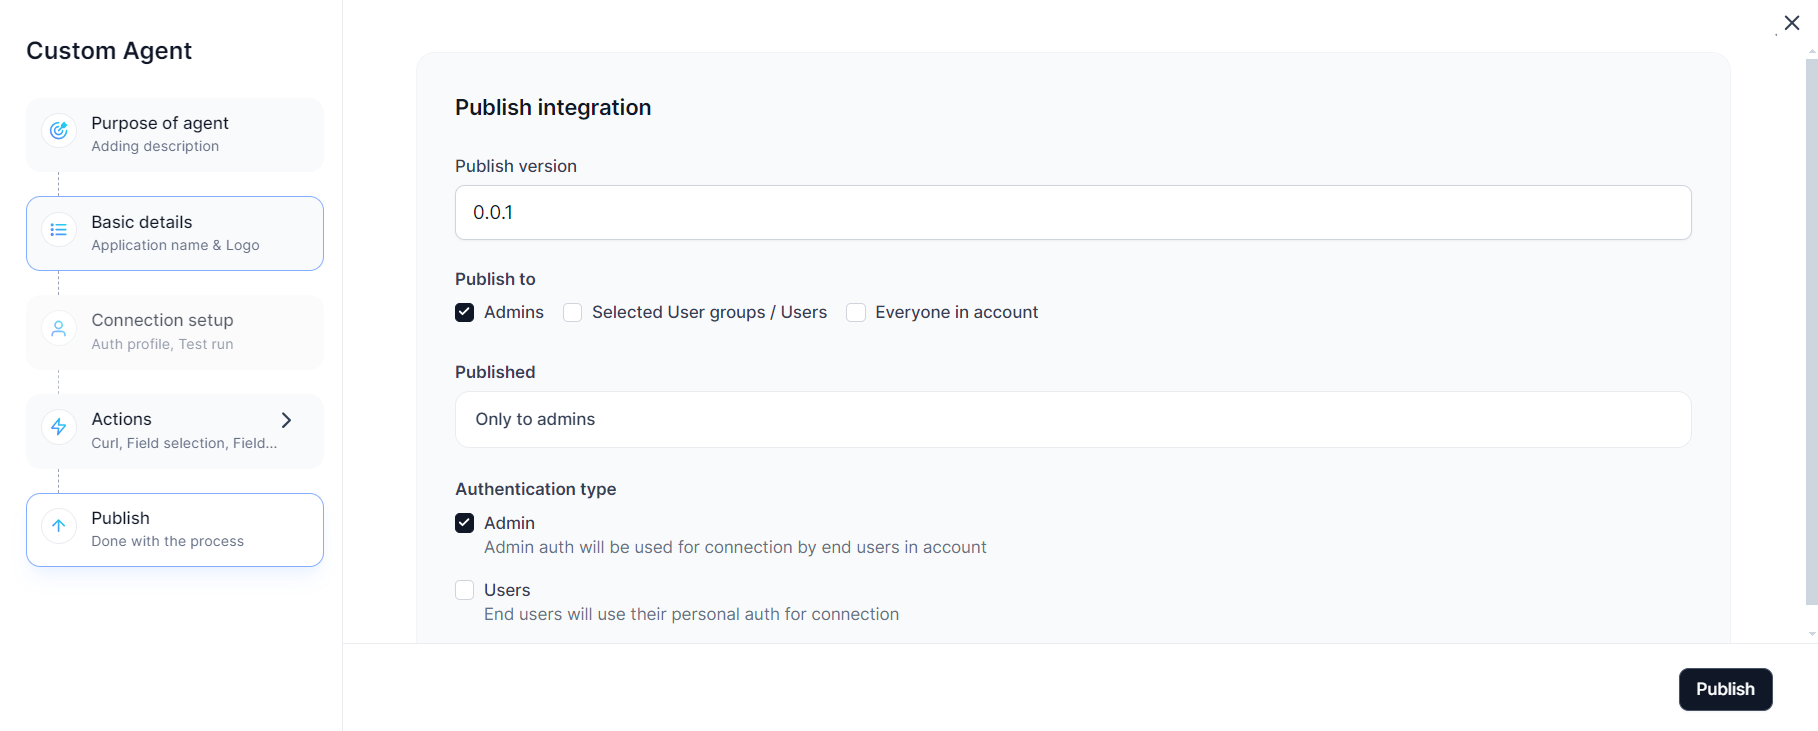 Custom Agent
Purpose of agent
Adding description
Basic details
Application name & Logo
Connection setup
Auth profile, Test run
Actions
Curl, Field selection, Field...
Publish
Done with the process
Publish integration
Publish version
0.0.1
Publish to
Admins Selected User groups / Users Everyone in account
Published
Only to admins
Authentication type
Admin
Admin auth will be used for connection by end users in account
Users
End users will use their personal auth for connection
Publish